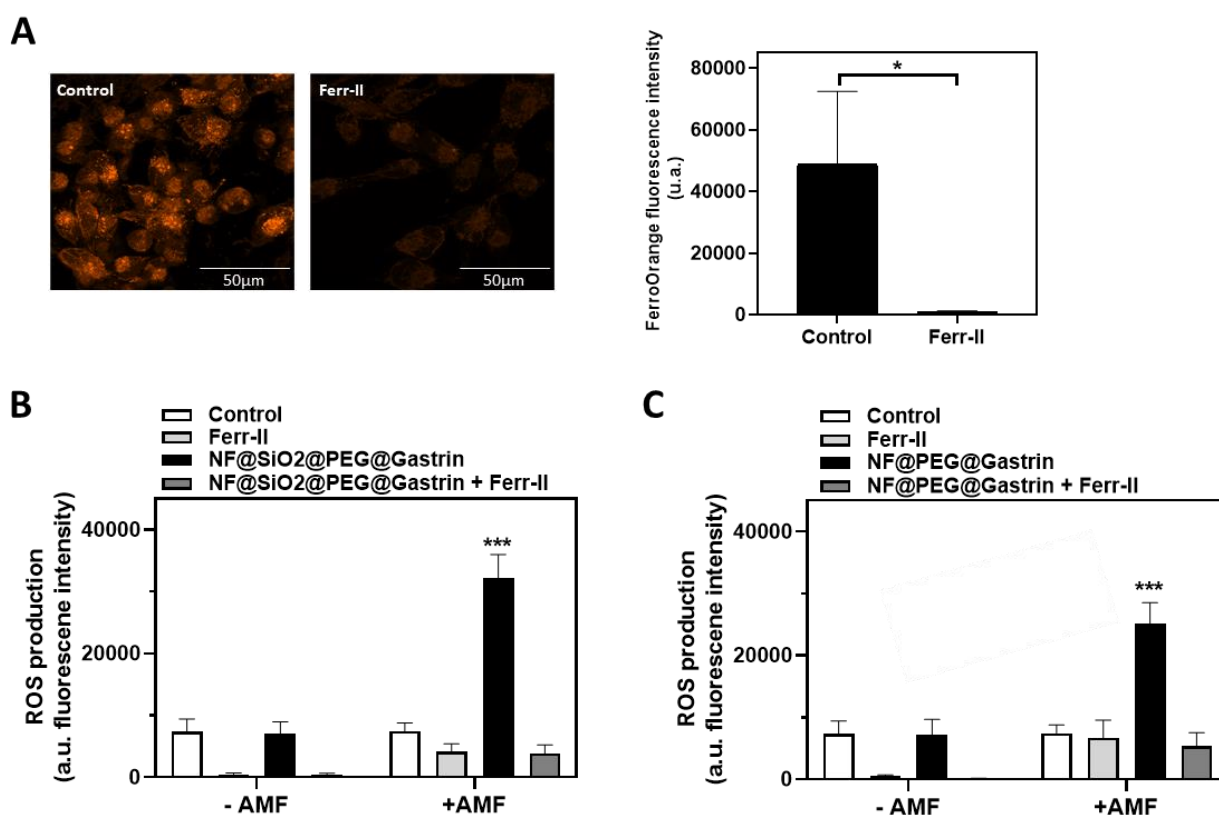 A
Control
50µm
Ferr-II
50µm
FerroOrange fluorescence intensity
(u.a.)
80000
60000
40000
20000
0
*
Control
Ferr-II
B
Control
Ferr-II
NF@SiO2@PEG@Gastrin
NF@SiO2@PEG@Gastrin + Ferr-II
ROS production
(a.u. fluorescene intensity)
40000
20000
0
***
- AMF
+AMF
C
Control
Ferr-II
NF@PEG@Gastrin
NF@PEG@Gastrin + Ferr-II
ROS production
(a.u. fluorescene intensity)
40000
20000
0
***
- AMF
+AMF